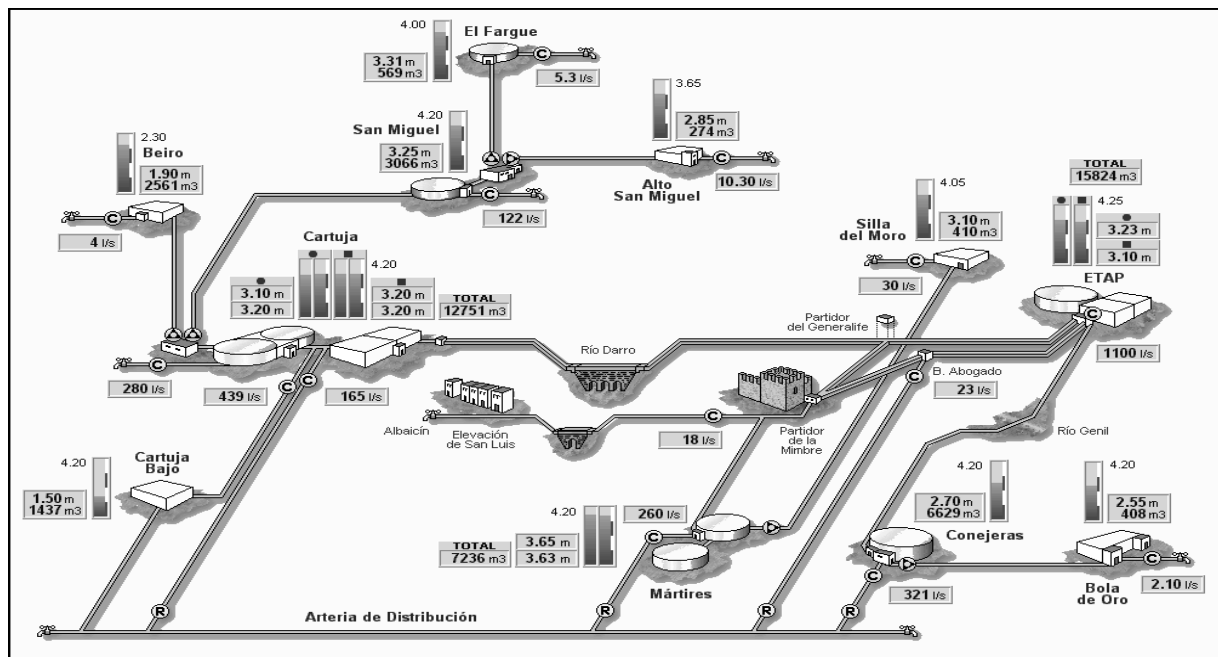 4.00
El Fargue
3.31 m
569 m3
C
5.3 l/s
4.20
San Miguel
3.25 m
3066 m3
C
122 l/s
3.65
2.85 m
274 m3
C
Alto
San Miguel
10.30 l/s
2.30
Beiro
1.90 m
2561 m3
C
4 l/s
4.05
Silla
del Moro
3.10 m
410 m3
C
30 l/s
TOTAL
15824 m3
4.25
3.23 m
3.10 m
ETAP
C
1100 l/s
Cartuja
4.20
3.10 m
3.20 m
3.20 m
3.20 m
TOTAL
12751 m3
C
280 l/s
439 l/s
C
C
165 l/s
Río Darro
Partidor
del Generalife
B. Abogado
C
23 l/s
Albaicín
Elevación
de San Luis
C
18 l/s
Partidor
de la
Mimbre
Río Genil
Cartuja
Bajo
4.20
1.50 m
1437 m3
4.20
260 l/s
C
TOTAL
7236 m3
3.65 m
3.63 m
Mártires
4.20
2.70 m
6629 m3
Conejeras
C
321 l/s
4.20
2.55 m
408 m3
C
Bola
de Oro
2.10 l/s
R
R
R
R
Arteria de Distribución